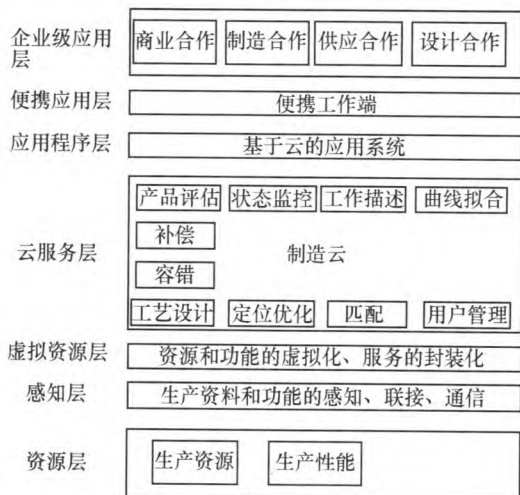 企业级应用层
商业合作 制造合作 供应合作 设计合作
便携应用层 便携工作端
应用程序层 基于云的应用系统
产品评估 状态监控 工作描述 曲线拟合
补偿
云服务层 制造云
容错
工艺设计 定位优化 匹配 用户管理
虚拟资源层 资源和功能的虚拟化、服务的封装化
感知层 生产资料和功能的感知、联接、通信
资源层 生产资源 生产性能